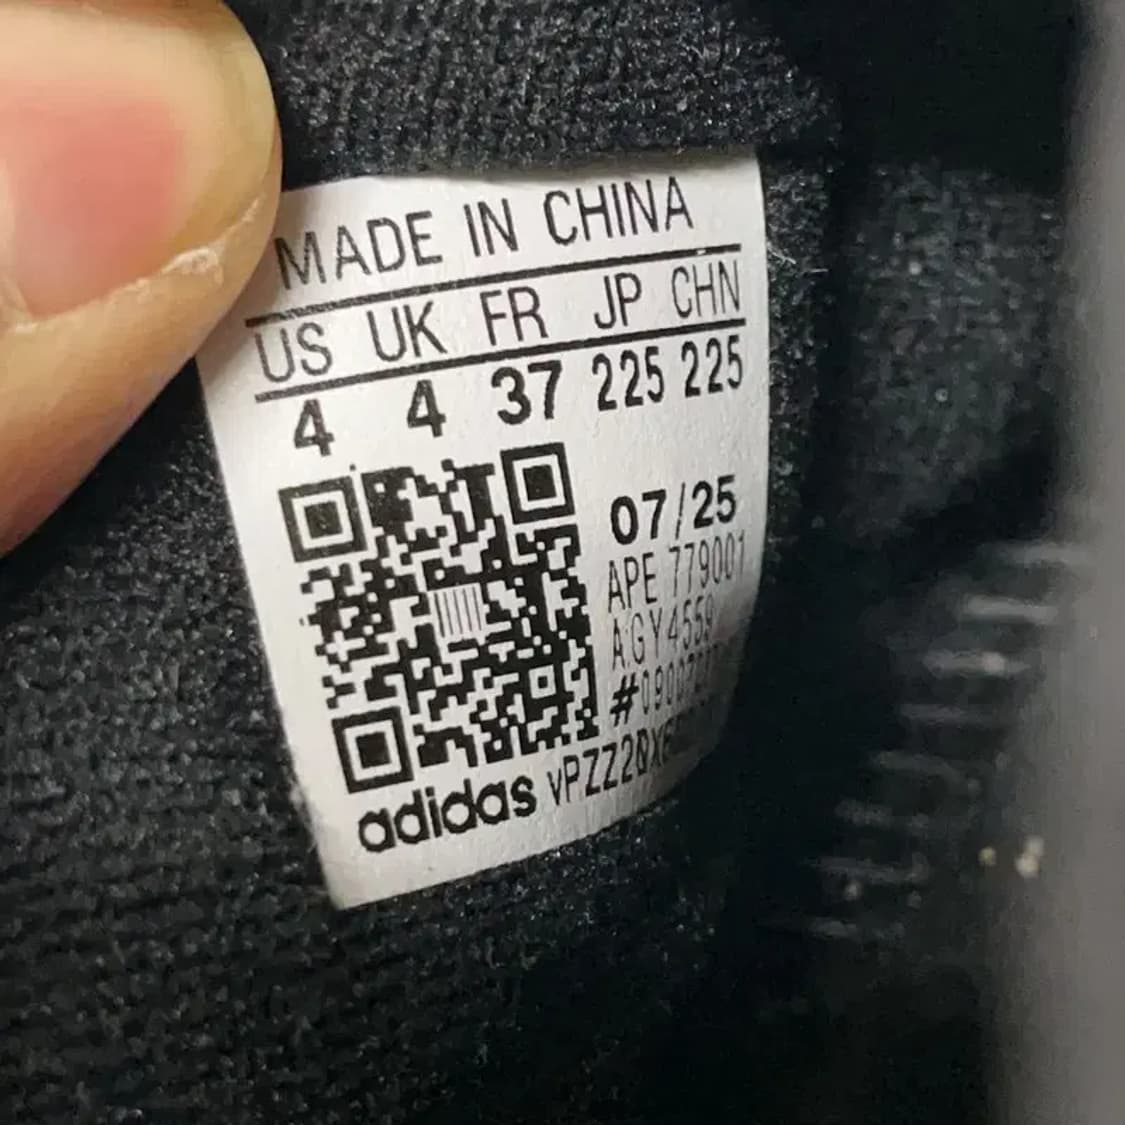 MADE IN CHINA
US UK FR JP CHN
4 4 37 225 225
07/25
APE 779001
A:GY4559
adidas